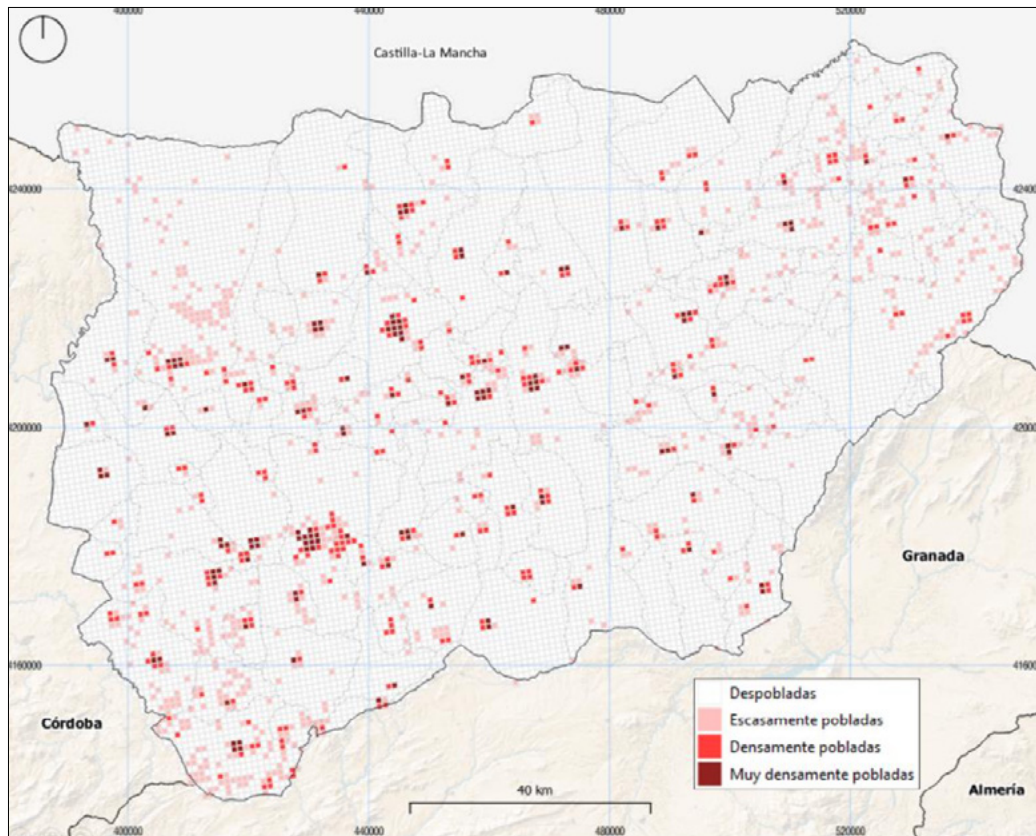 400000 440000 480000 520000
Castilla-La Mancha
4240000 4240000
4200000 4200000
Granada
4160000 4160000
Despobladas
Escasamente pobladas
Córdoba
Densamente pobladas
Muy densamente pobladas
Almería
40 km
400000 440000 480000 520000